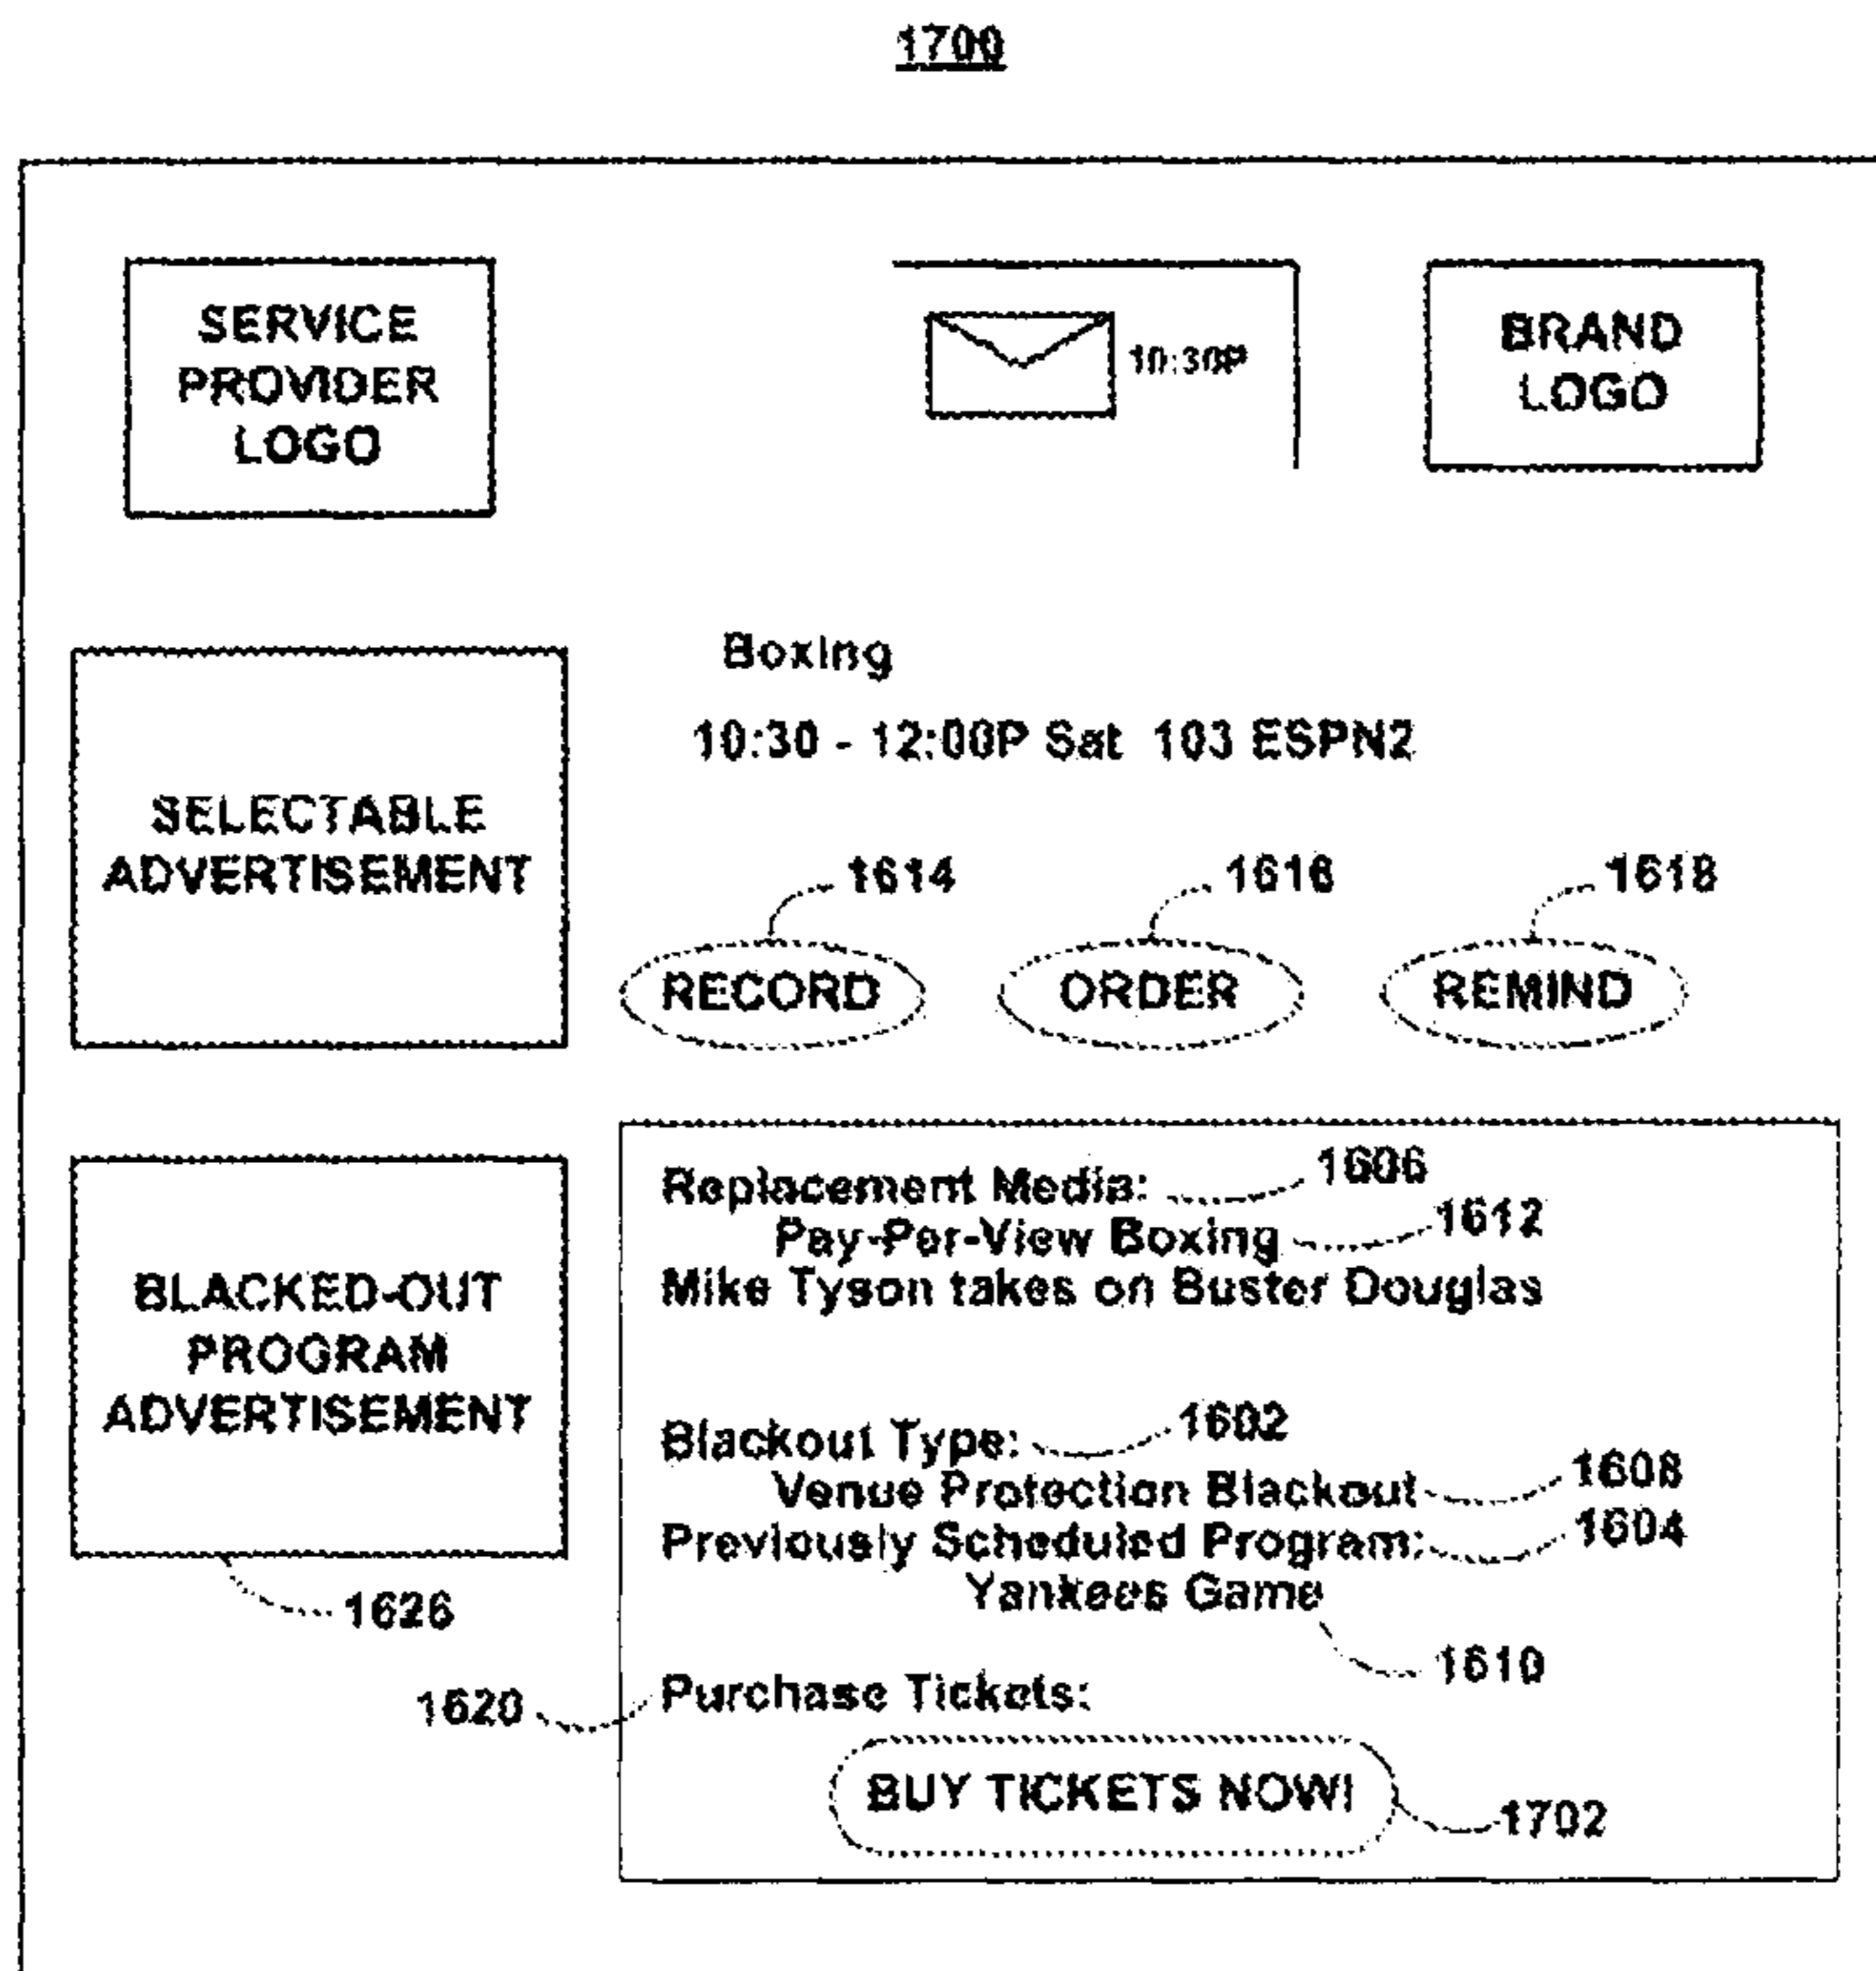 1700
SERVICE
PROVIDER
LOGO
10:30P
BRAND
LOGO
Boxing
10:30 - 12:00P Sat 103 ESPN2
SELECTABLE
ADVERTISEMENT
1614
1616
1618
RECORD
ORDER
REMIND
Replacement Media:
1606
Pay-Per-View Boxing
1612
Mike Tyson takes on Buster Douglas
BLACKED-OUT
PROGRAM
ADVERTISEMENT
1626
Blackout Type:
1602
Venue Protection Blackout
1608
Previously Scheduled Program:
1604
Yankees Game
1610
1620
Purchase Tickets:
BUY TICKETS NOW!
1702